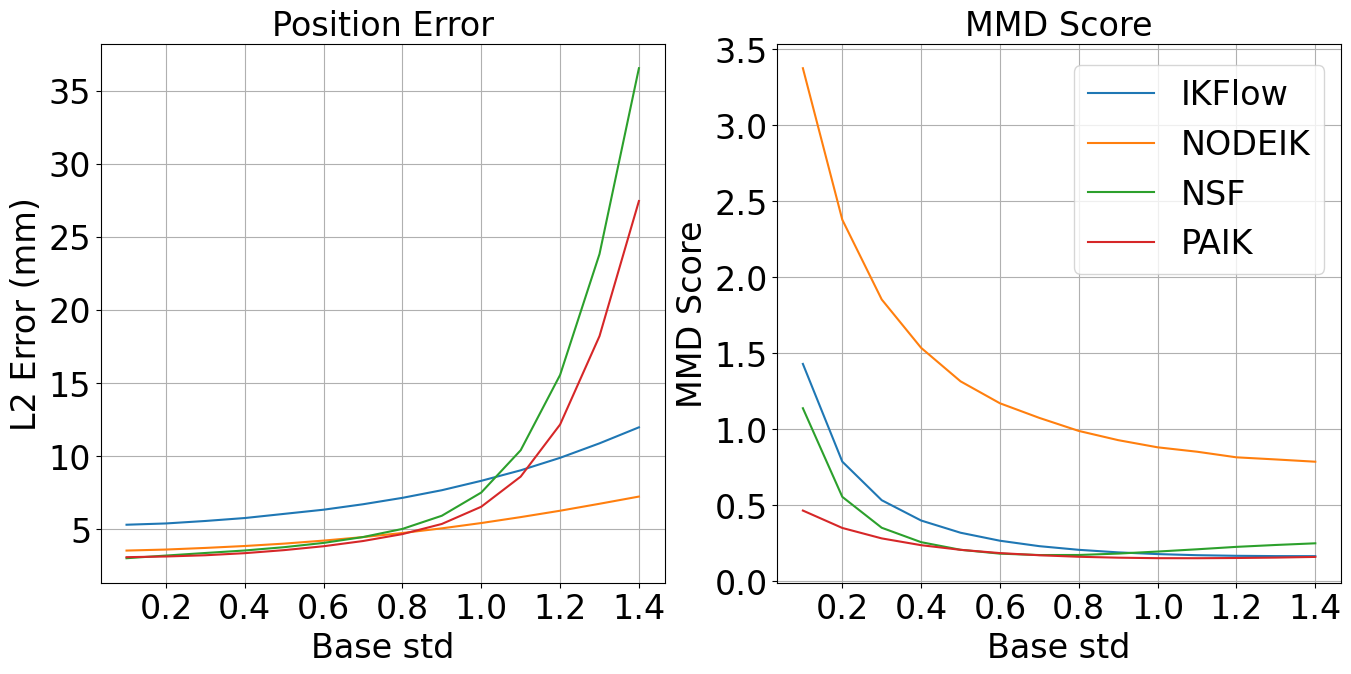 Position Error
L2 Error (mm)
35
30
25
20
15
10
5
0.2 0.4 0.6 0.8 1.0 1.2 1.4
Base std
MMD Score
MMD Score
3.5
3.0
2.5
2.0
1.5
1.0
0.5
0.0
0.2 0.4 0.6 0.8 1.0 1.2 1.4
Base std
IKFlow
NODEIK
NSF
PAIK